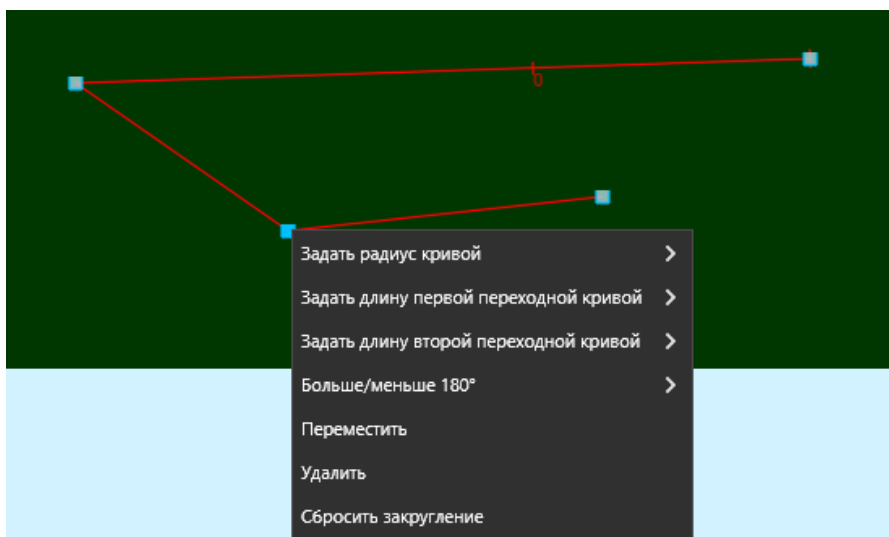 0
Задать радиус кривой
Задать длину первой переходной кривой
Задать длину второй переходной кривой
Больше/меньше 180°
Переместить
Удалить
Сбросить закругление